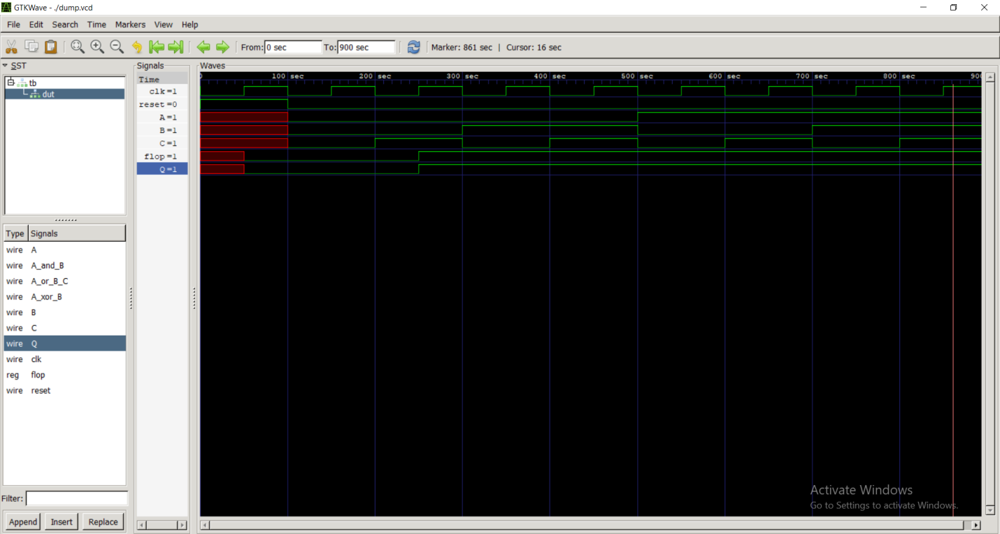 GTKWave - ./dump.vcd
File Edit Search Time Markers View Help
From: 0 sec To: 900 sec Marker: 861 sec | Cursor: 16 sec
SST
tb
dut
Type Signals
wire A
wire A_and_B
wire A_or_B_C
wire A_xor_B
wire B
wire C
wire Q
wire clk
reg flop
wire reset
Filter:
Append Insert Replace
Signals
Time
clk=1
reset=0
A=1
B=1
C=1
flop=1
Q=1
Waves
100 sec 200 sec 300 sec 400 sec 500 sec 600 sec 700 sec 800 sec 90
Activate Windows
Go to Settings to activate Windows.